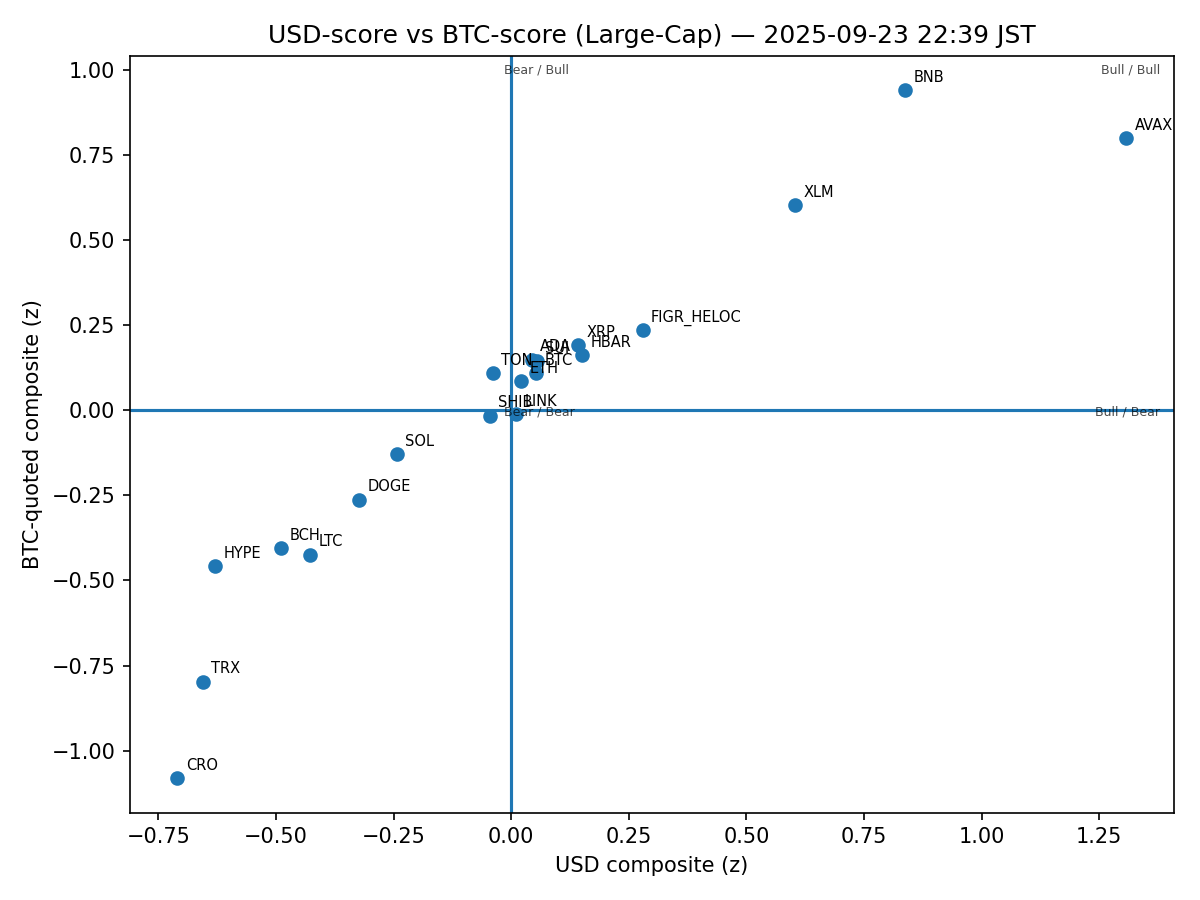 USD-score vs BTC-score (Large-Cap) — 2025-09-23 22:39 JST
1.00
Bear / Bull
Bull / Bull
BNB
AVAX
0.75
XLM
0.50
0.25
FIGR_HELOC
XRP
HBAR
ADA
SUI
TON
BTC
ETH
SHIB
LINK
0.00
Bear / Bear
Bull / Bear
SOL
−0.25
DOGE
BCH
LTC
HYPE
−0.50
TRX
−0.75
CRO
−1.00
BTC-quoted composite (z)
−0.75
−0.50
−0.25
0.00
0.25
0.50
0.75
1.00
1.25
USD composite (z)